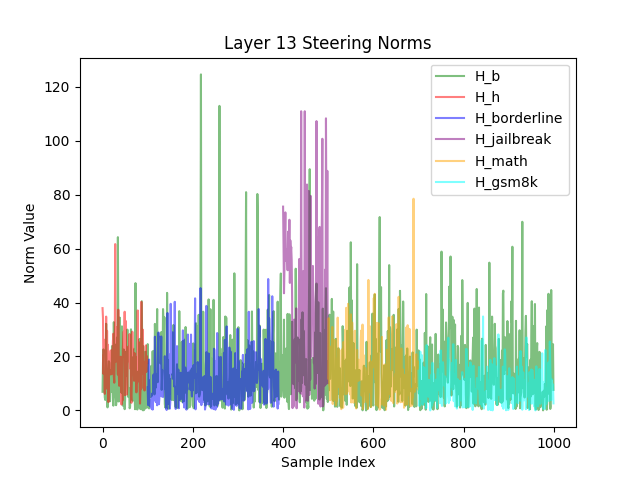 Layer 13 Steering Norms
H_b
H_h
H_borderline
H_jailbreak
H_math
H_gsm8k
Norm Value
120
100
80
60
40
20
0
0
200
400
600
800
1000
Sample Index